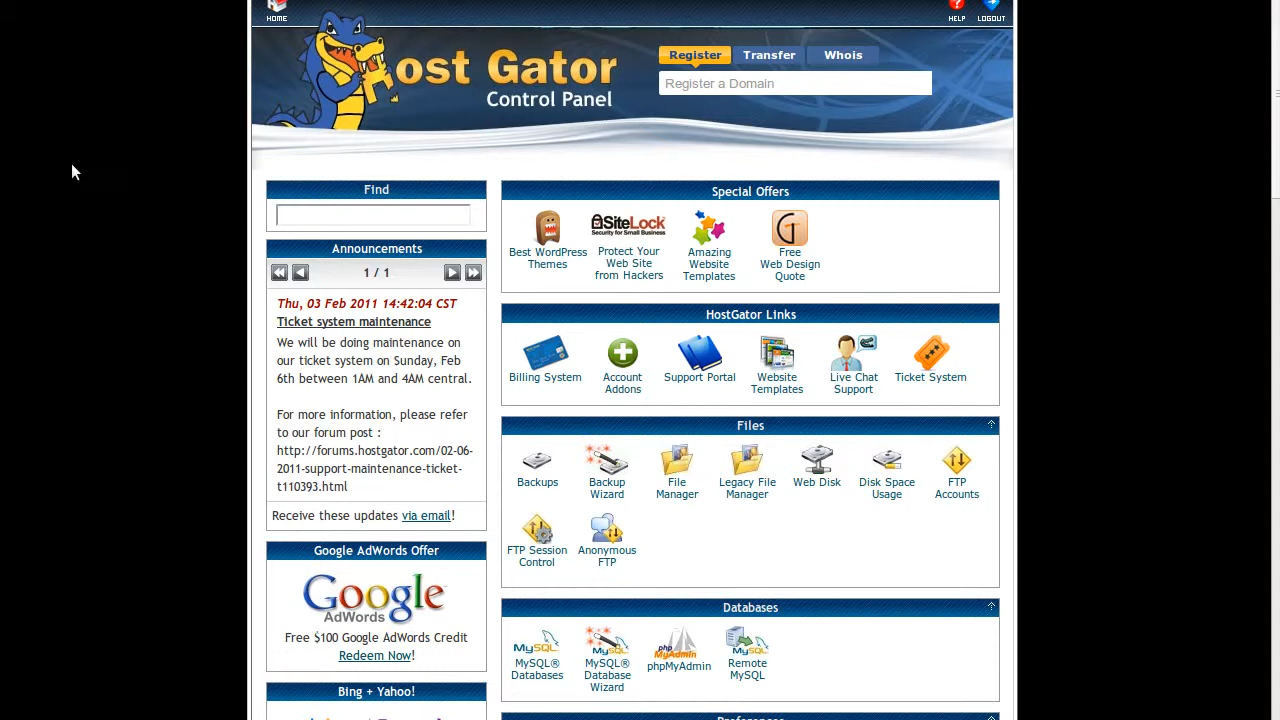 HOME
HELP
LOGOUT
Host Gator
Control Panel
Register
Transfer
Whois
Register a Domain
Find
Announcements
1 / 1
Thu, 03 Feb 2011 14:42:04 CST
Ticket system maintenance
We will be doing maintenance on
our ticket system on Sunday, Feb
6th between 1AM and 4AM central.
For more information, please refer
to our forum post :
http://forums.hostgator.com/02-06-
2011-support-maintenance-ticket-
t110393.html
Receive these updates via email!
Google AdWords Offer
Google
AdWords
Free $100 Google AdWords Credit
Redeem Now!
Bing + Yahoo!
Special Offers
Best WordPress
Themes
SiteLock
Security for Small Business
Protect Your
Web Site
from Hackers
Amazing
Website
Templates
Free
Web Design
Quote
HostGator Links
Billing System
Account
Addons
Support Portal
Website
Templates
Live Chat
Support
Ticket System
Files
Backups
Backup
Wizard
File
Manager
Legacy File
Manager
Web Disk
Disk Space
Usage
FTP
Accounts
FTP Session
Control
Anonymous
FTP
Databases
MySQL
MySQL® 
Databases
MySQL
MySQL®
Database
Wizard
php
MyAdmin
phpMyAdmin
MySQL
Remote
MySQL
Preferences